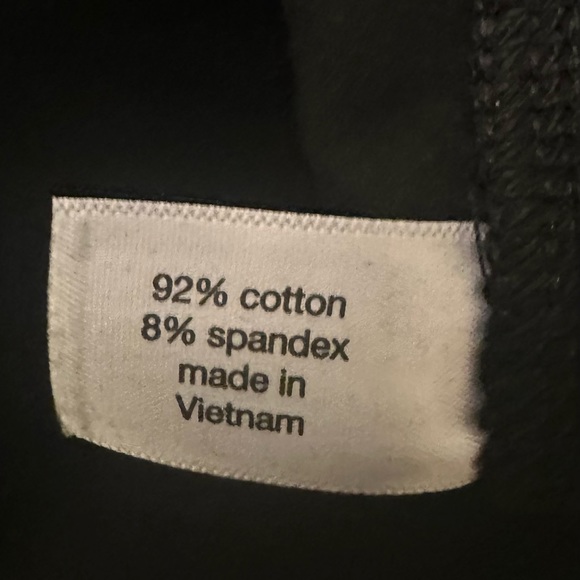 92% cotton
8% spandex
made in
Vietnam